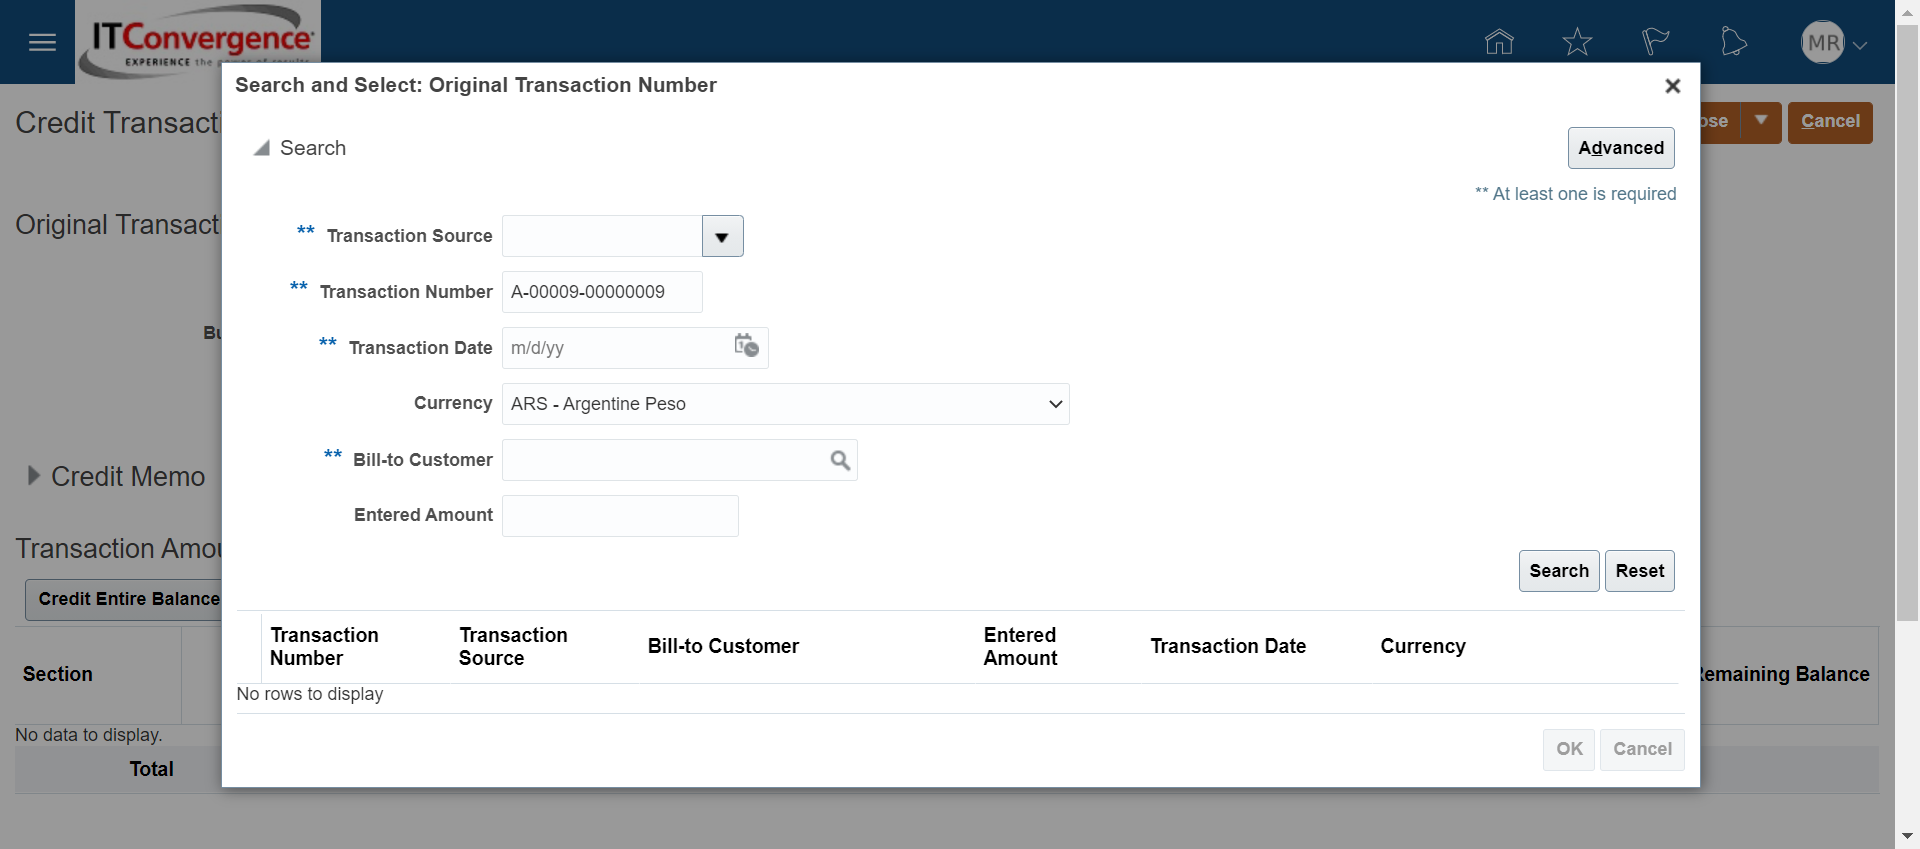 ITConvergence
EXPERIENCE the power of results
MR
Search and Select: Original Transaction Number
Credit Transacti
ose
Cancel
Search
Advanced
** At least one is required
Original Transact
** Transaction Source
** Transaction Number A-00009-00000009
Bu
** Transaction Date m/d/yy
Currency ARS - Argentine Peso
** Bill-to Customer
Credit Memo
Entered Amount
Transaction Amou
Search Reset
Credit Entire Balance
Transaction Number
Transaction Source
Bill-to Customer
Entered Amount
Transaction Date
Currency
Section
Remaining Balance
No rows to display
No data to display.
OK Cancel
Total